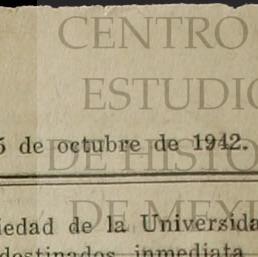 CENTRO
ESTUDIO
5 de octubre de 1942.
DE HISTO
DE MEXI
iedad de la Universida
destinados inmediata